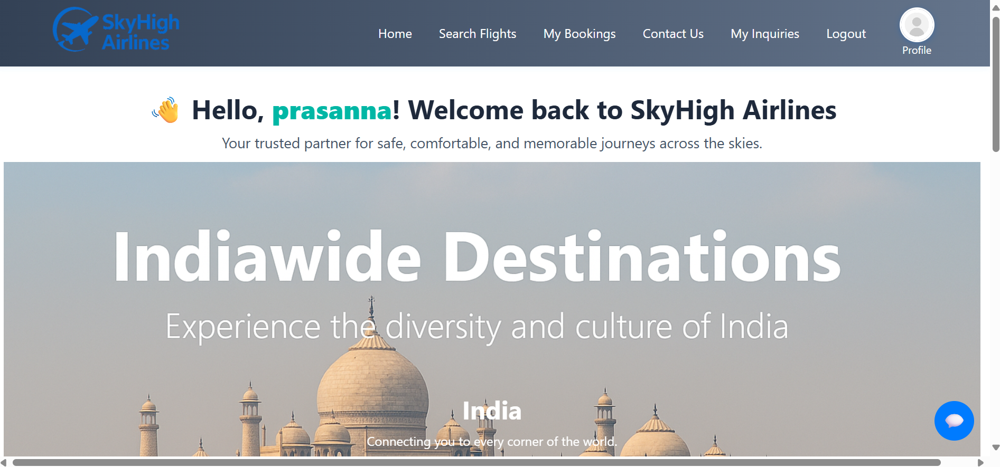 SkyHigh
Airlines
Home Search Flights My Bookings Contact Us My Inquiries Logout
Profile
👋 Hello, prasanna! Welcome back to SkyHigh Airlines
Your trusted partner for safe, comfortable, and memorable journeys across the skies.
Indiawide Destinations
Experience the diversity and culture of India
India
Connecting you to every corner of the world.